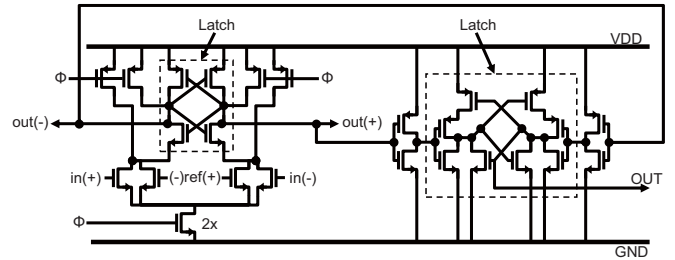 Latch
Latch
VDD
Φ
Φ
out(-)
out(+)
in(+)
(-)ref(+)
in(-)
OUT
Φ
2x
GND